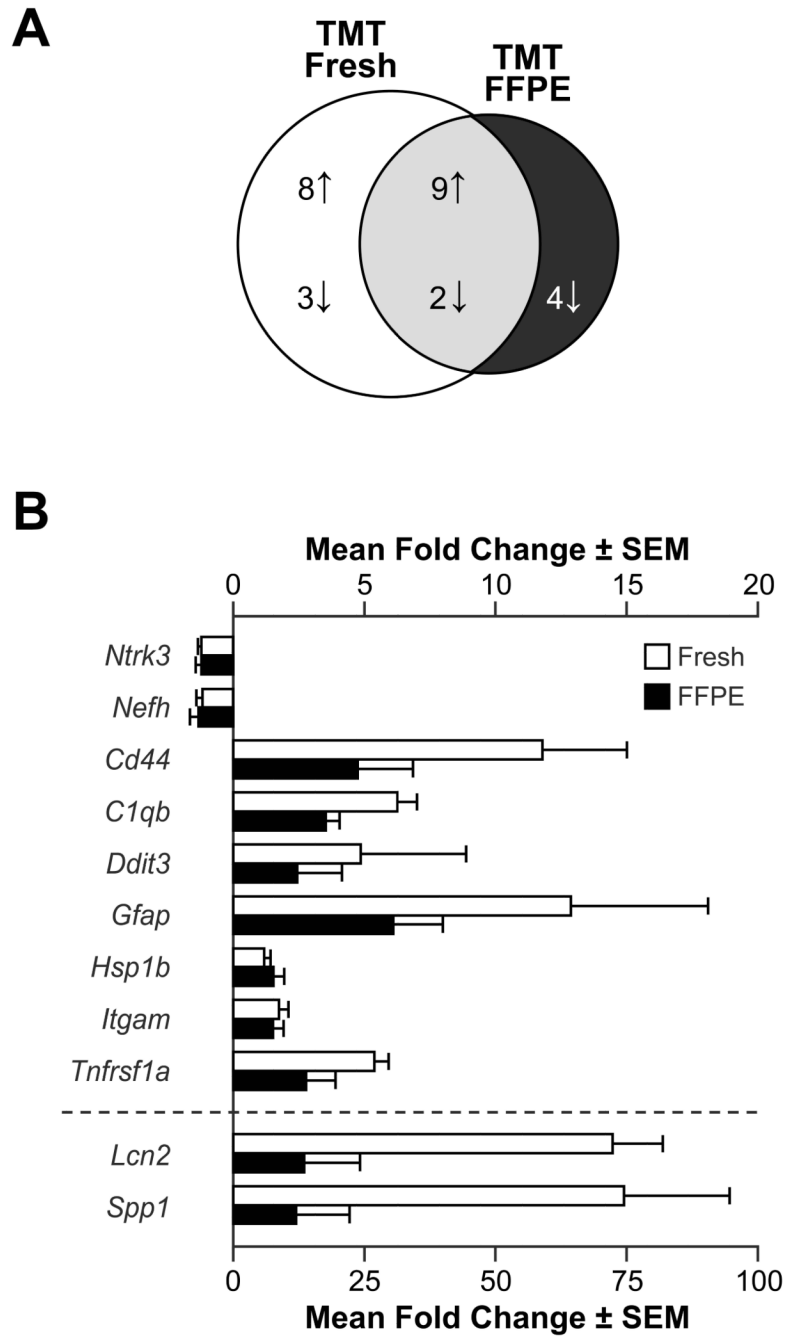 A
TMT
Fresh
TMT
FFPE
8↑
9↑
3↓
2↓
4↓
B
Mean Fold Change ± SEM
0 5 10 15 20
Ntrk3
Fresh
Nefh
FFPE
Cd44
C1qb
Ddit3
Gfap
Hsp1b
Itgam
Tnfrsf1a
Lcn2
Spp1
0 25 50 75 100
Mean Fold Change ± SEM